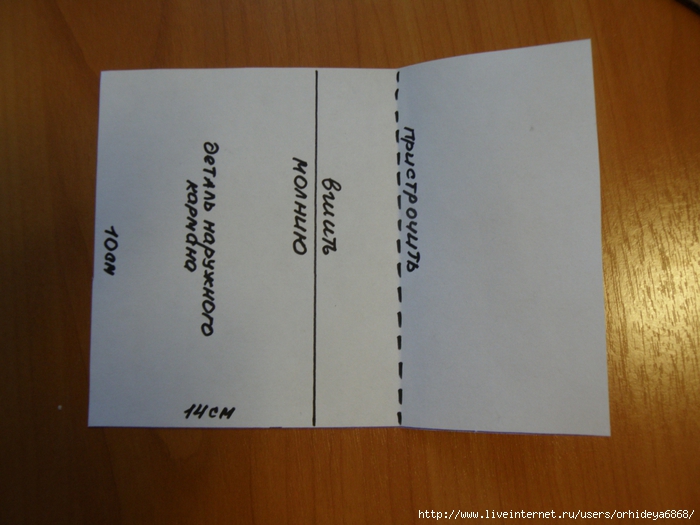 пристрочить
вшить
молнию
деталь наружного
кармана
10см
14см
http://www.liveinternet.ru/users/orhideya6868/